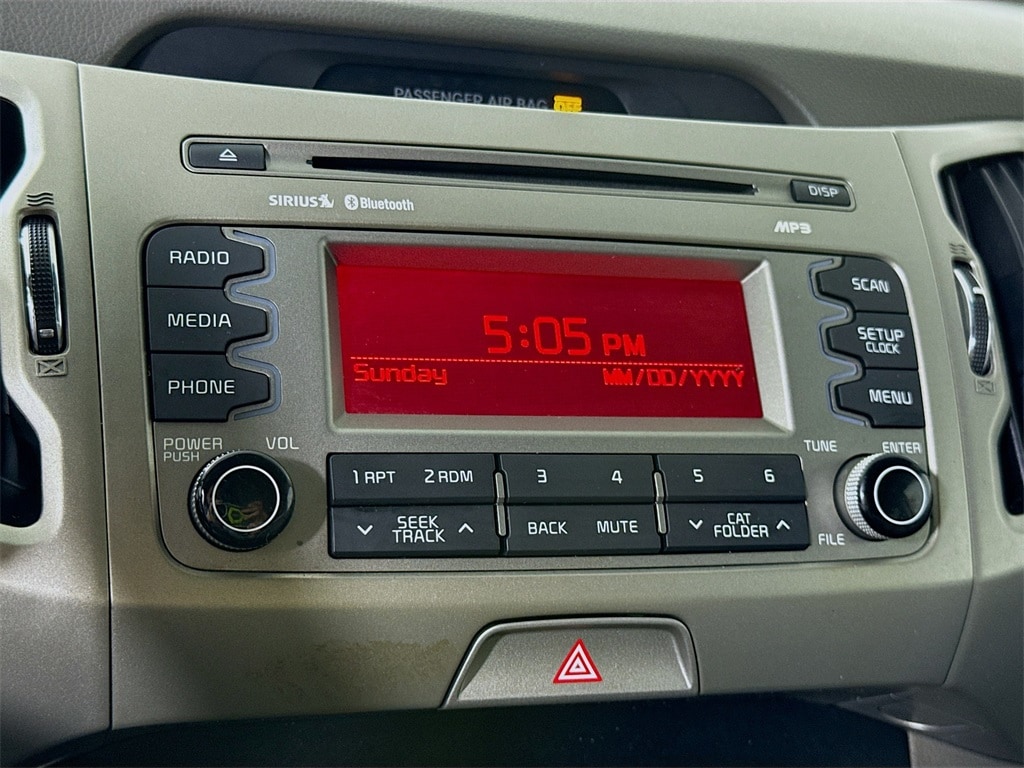 PASSENGER AIR BAG OFF
DISP
SIRIUS Bluetooth
MP3
RADIO
SCAN
MEDIA
SETUP
CLOCK
PHONE
MENU
5:05 PM
Sunday MM/DD/YYYY
POWER
PUSH
VOL
TUNE
ENTER
1 RPT 2 RDM 3 4 5 6
SEEK
TRACK
BACK MUTE
CAT
FOLDER
FILE